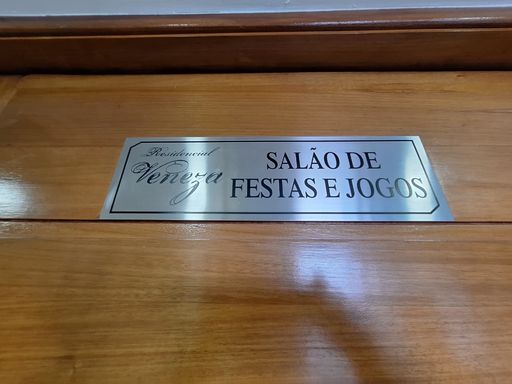 Residencial
Veneza
SALÃO DE
FESTAS E JOGOS